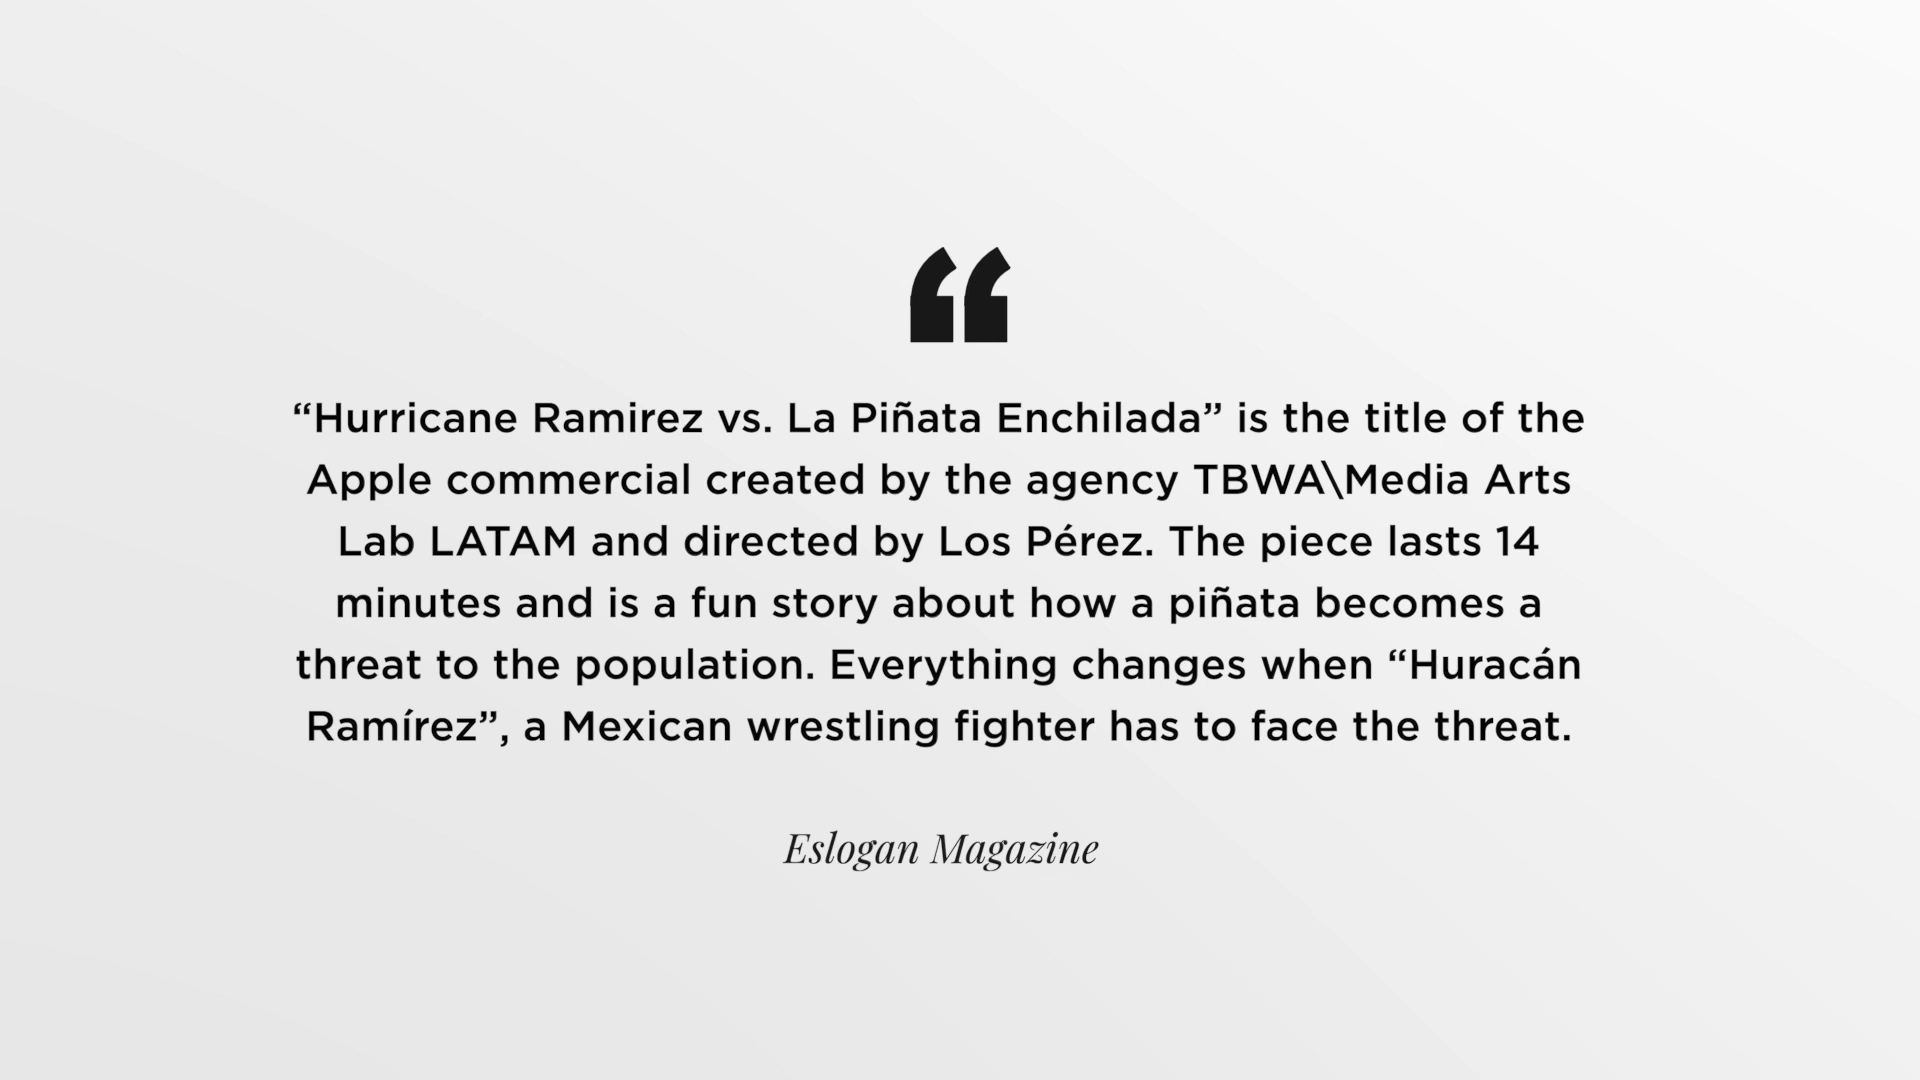 “
“Hurricane Ramirez vs. La Piñata Enchilada” is the title of the
Apple commercial created by the agency TBWA\Media Arts
Lab LATAM and directed by Los Pérez. The piece lasts 14
minutes and is a fun story about how a piñata becomes a
threat to the population. Everything changes when “Huracán
Ramírez”, a Mexican wrestling fighter has to face the threat.
Eslogan Magazine